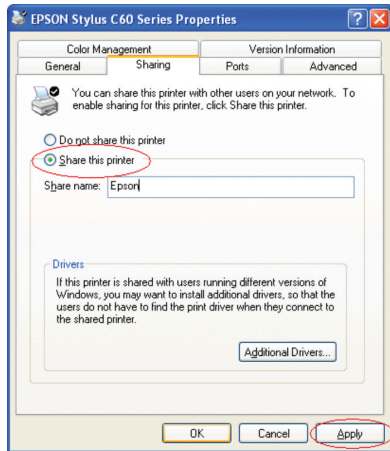 EPSON Stylus C60 Series Properties
Color Management
Version Information
General
Sharing
Ports
Advanced
You can share this printer with other users on your network. To
enable sharing for this printer, click Share this printer.
Do not share this printer
Share this printer
Share name:
Epson
Drivers
If this printer is shared with users running different versions of
Windows, you may want to install additional drivers, so that the
users do not have to find the print driver when they connect to
the shared printer.
Additional Drivers...
OK
Cancel
Apply